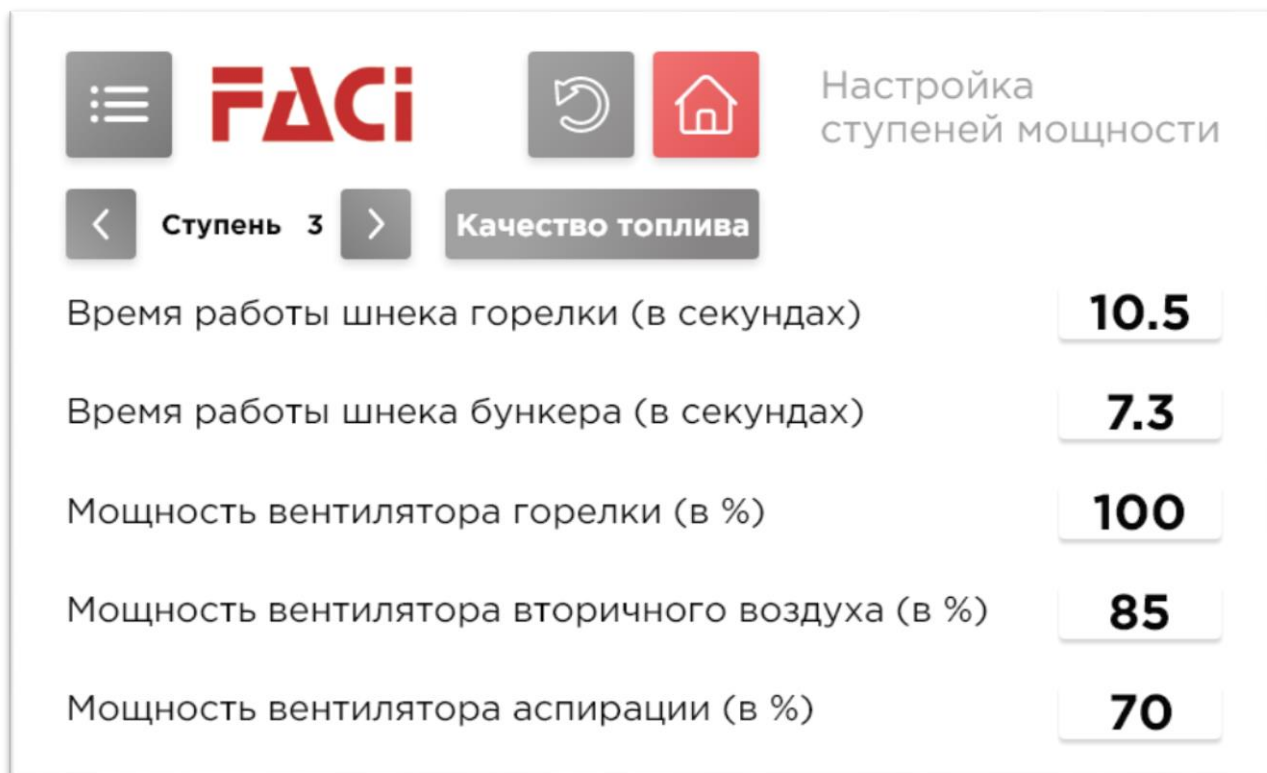 FACi
Настройка
ступеней мощности
Ступень 3
Качество топлива
Время работы шнека горелки (в секундах) 10.5
Время работы шнека бункера (в секундах) 7.3
Мощность вентилятора горелки (в %) 100
Мощность вентилятора вторичного воздуха (в %) 85
Мощность вентилятора аспирации (в %) 70